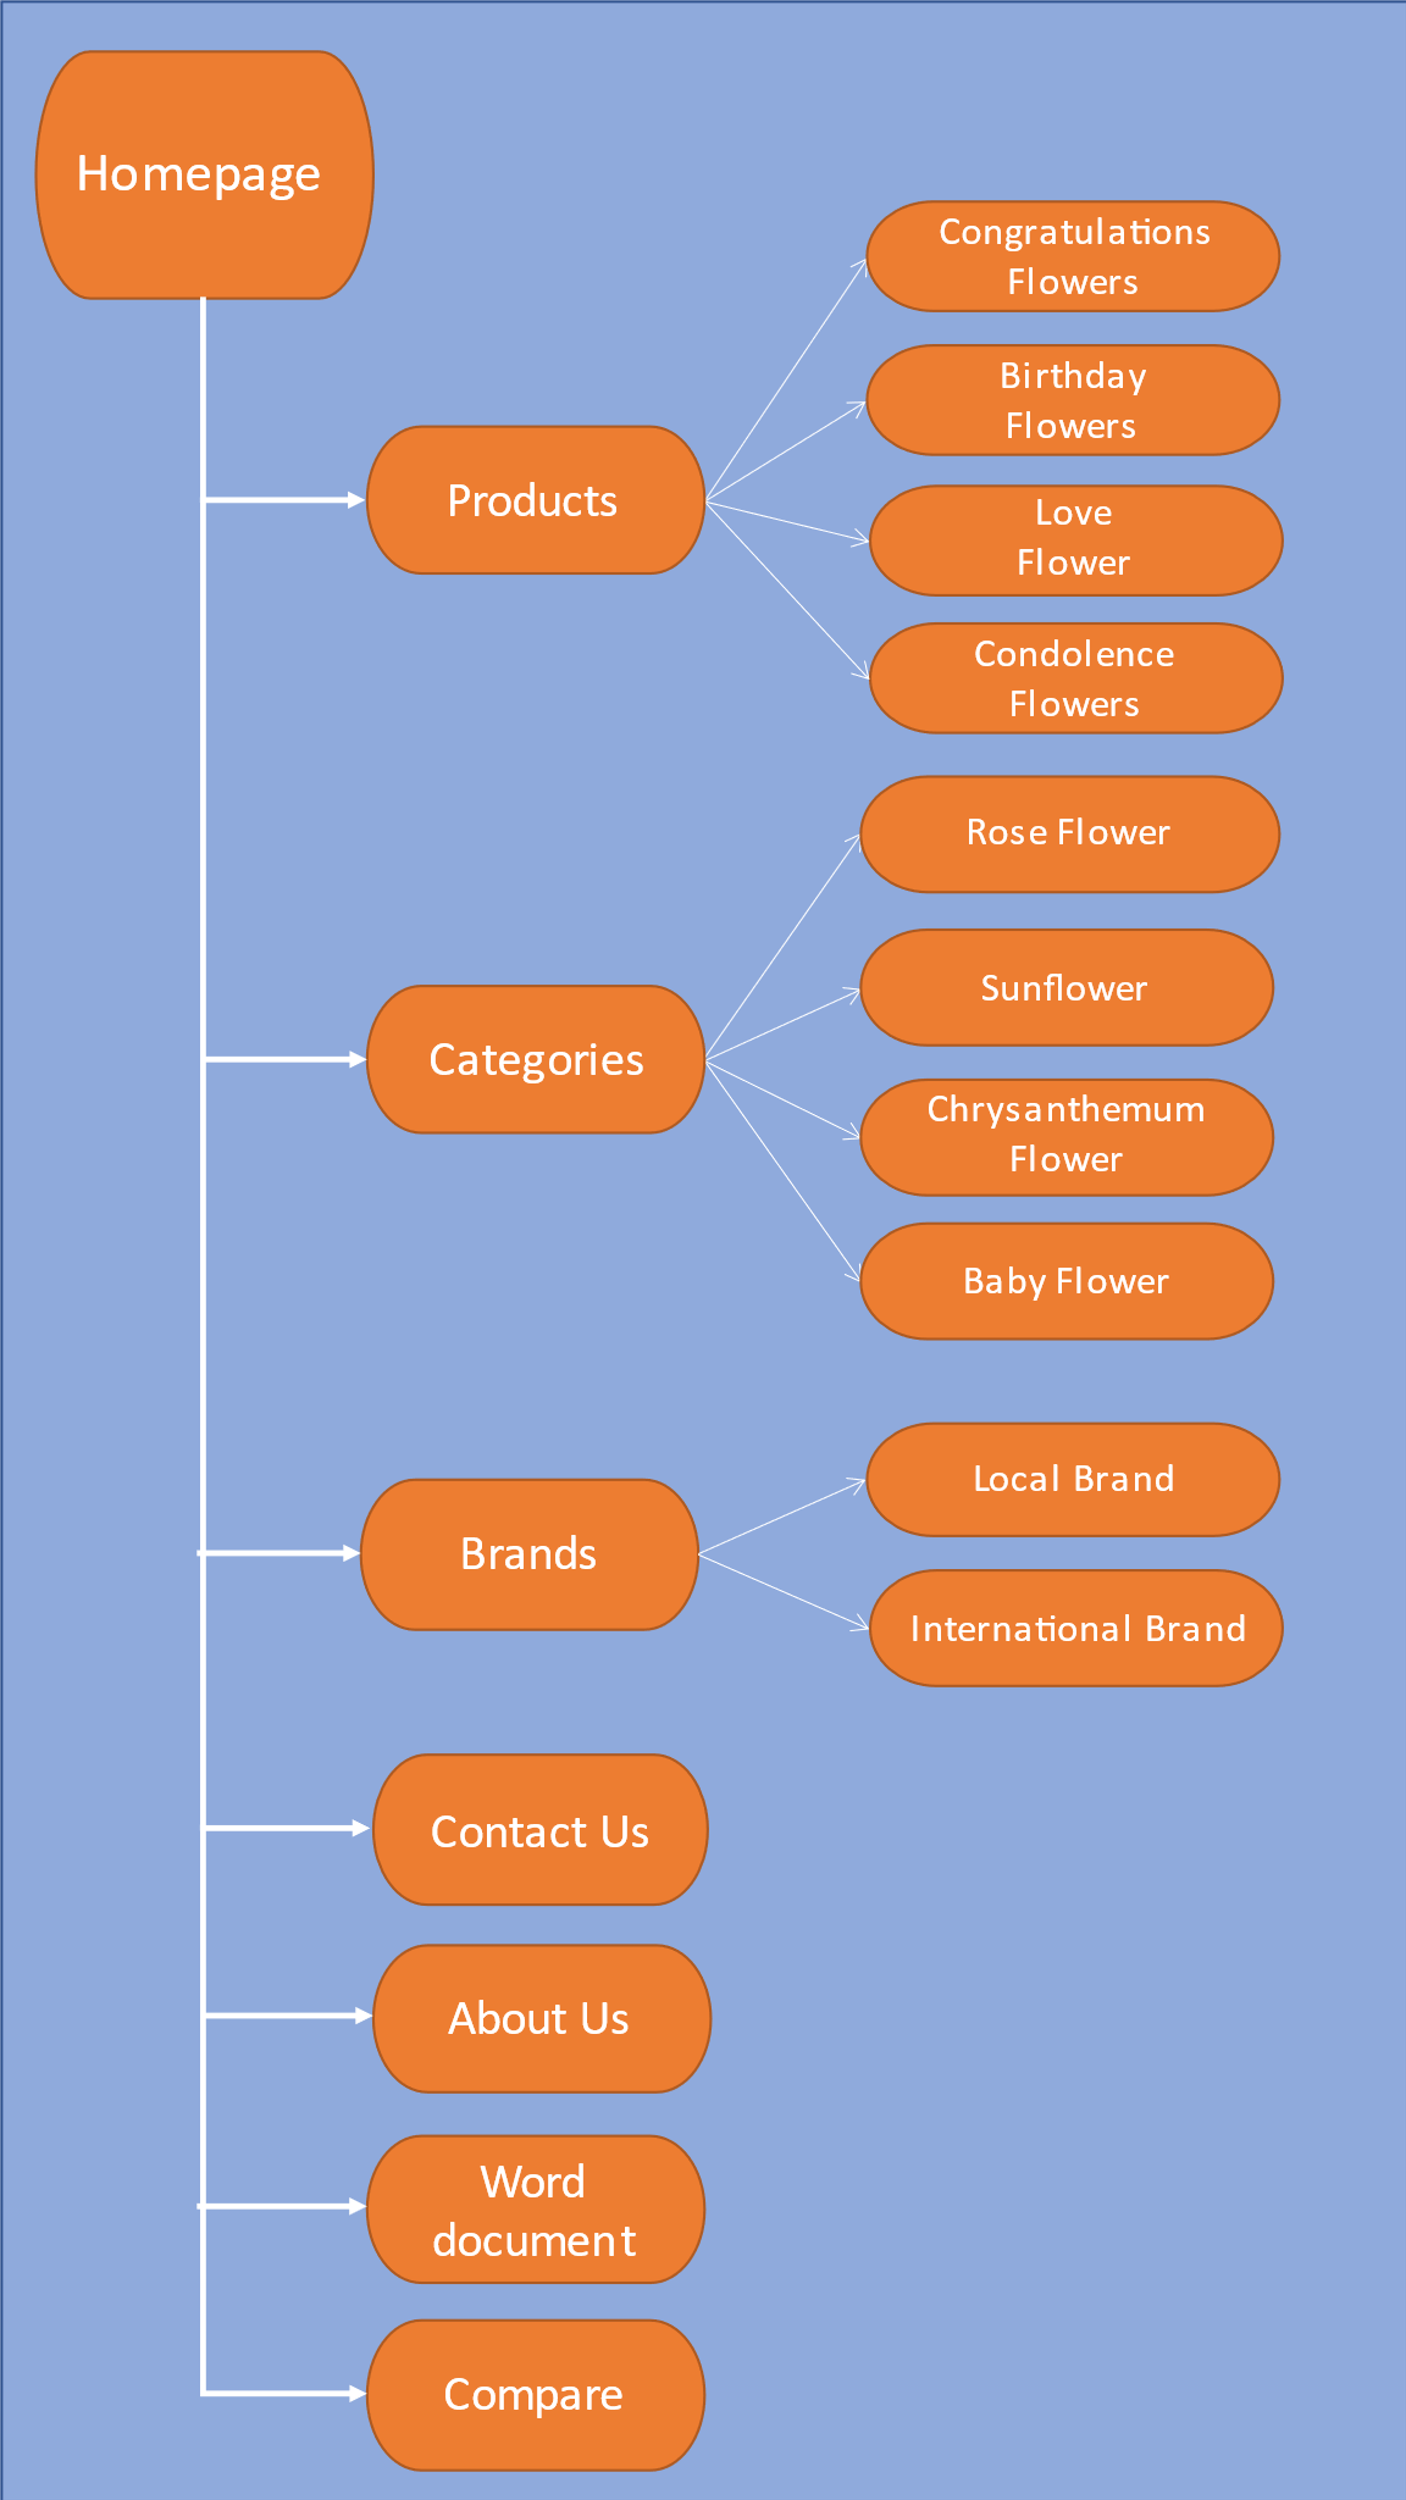 Homepage
Congratulations
Flowers
Birthday
Flowers
Products
Love
Flower
Condolence
Flowers
Rose Flower
Sunflower
Categories
Chrysanthemum
Flower
Baby Flower
Local Brand
Brands
International Brand
Contact Us
About Us
Word
document
Compare